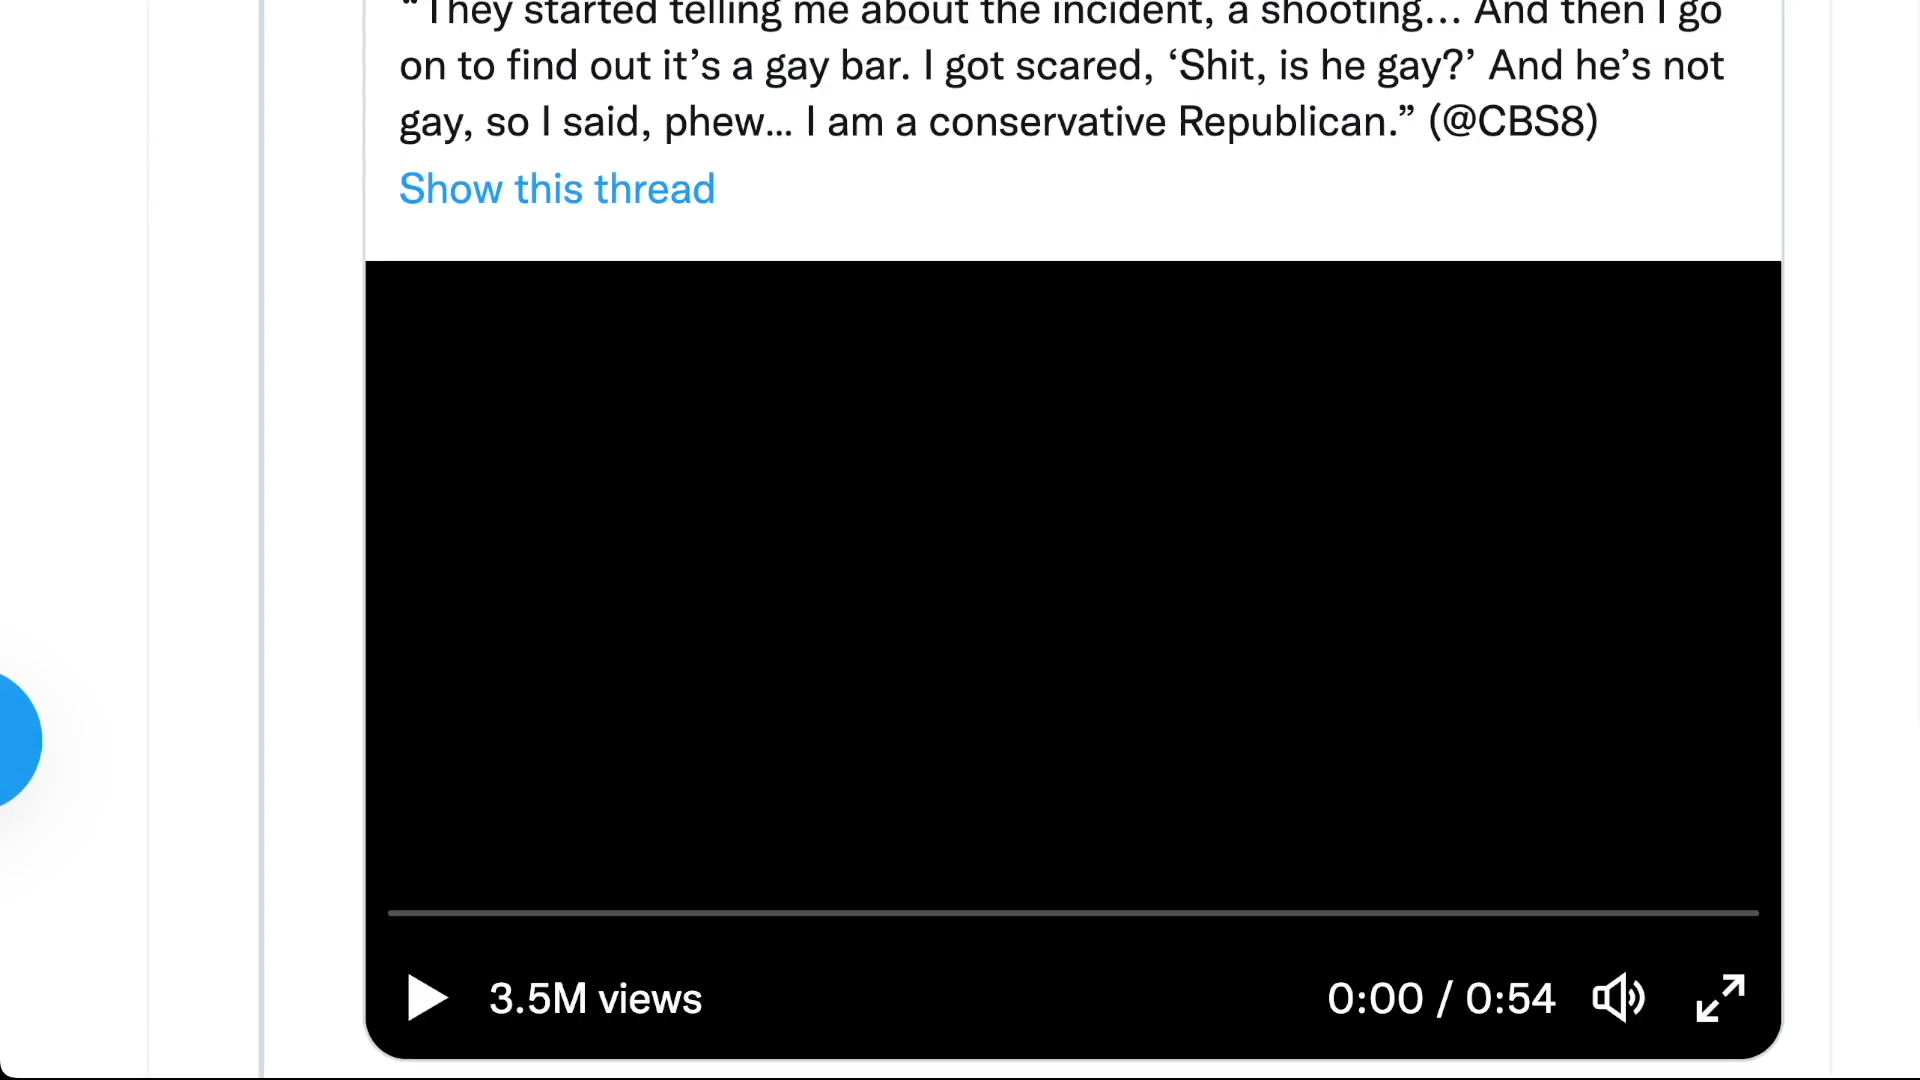 “They started telling me about the incident, a shooting... And then I go
on to find out it’s a gay bar. I got scared, ‘Shit, is he gay?’ And he’s not
gay, so I said, phew... I am a conservative Republican.” (@CBS8)
Show this thread
3.5M views
0:00 / 0:54